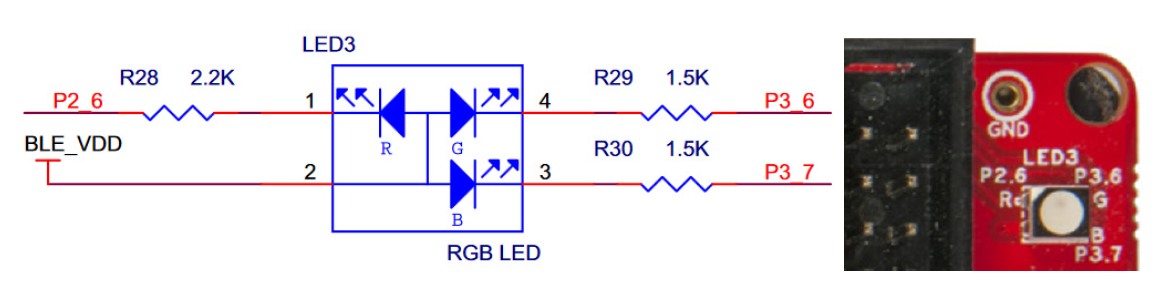 LED3
R28 2.2K
R29 1.5K
P2_6
1
4
P3_6
R
G
BLE_VDD
R30 1.5K
2
3
P3_7
B
RGB LED
GND
LED3
P2.6 P3.6
R G
B
P3.7